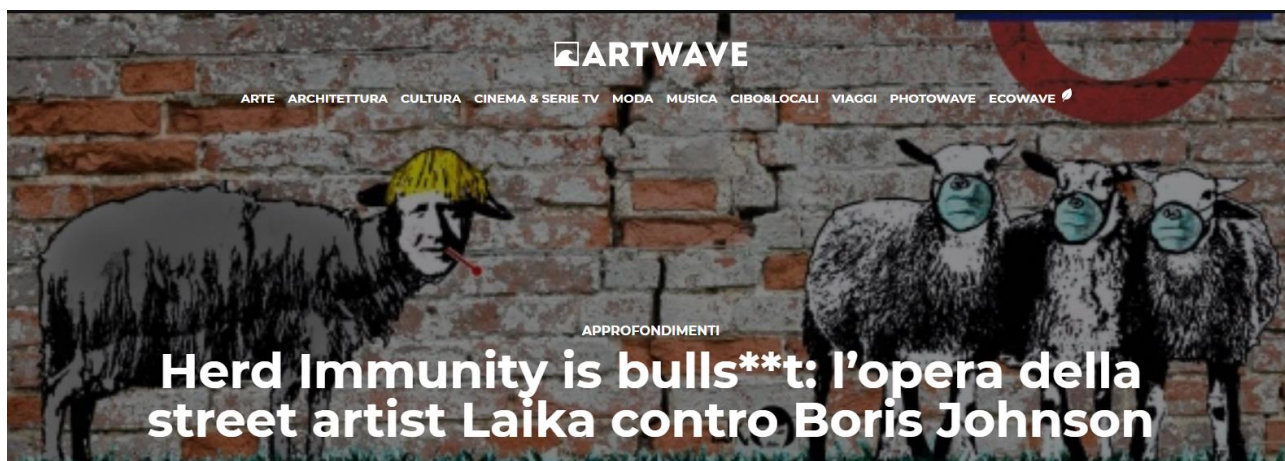 ARTWAVE
ARTE ARCHITETTURA CULTURA CINEMA & SERIE TV MODA MUSICA CIBO&LOCALI VIAGGI PHOTOWAVE ECOWAVE
APPROFONDIMENTI
Herd Immunity is bulls**t: l’opera della
street artist Laika contro Boris Johnson